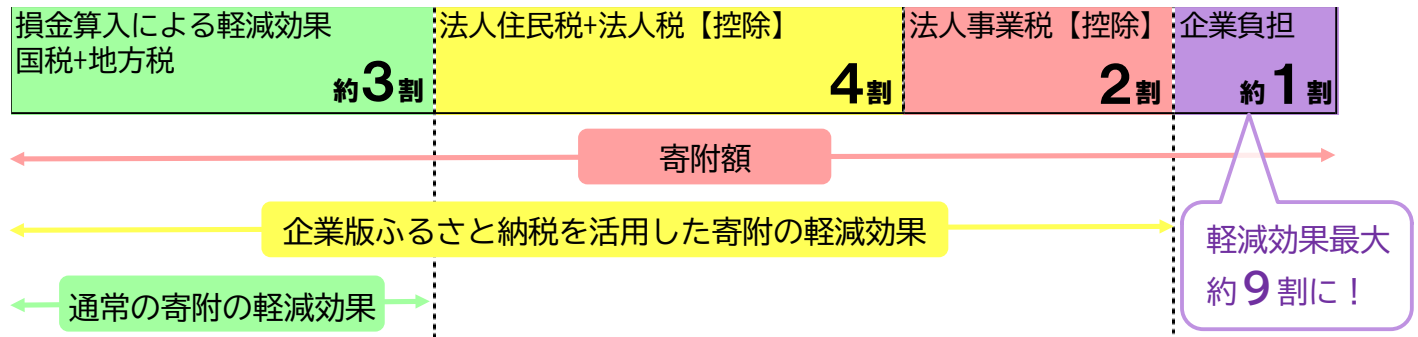 損金算入による軽減効果
国税+地方税
約3割
法人住民税+法人税【控除】
4割
法人事業税【控除】
2割
企業負担
約1割
寄附額
企業版ふるさと納税を活用した寄附の軽減効果
通常の寄附の軽減効果
軽減効果最大
約9割に！